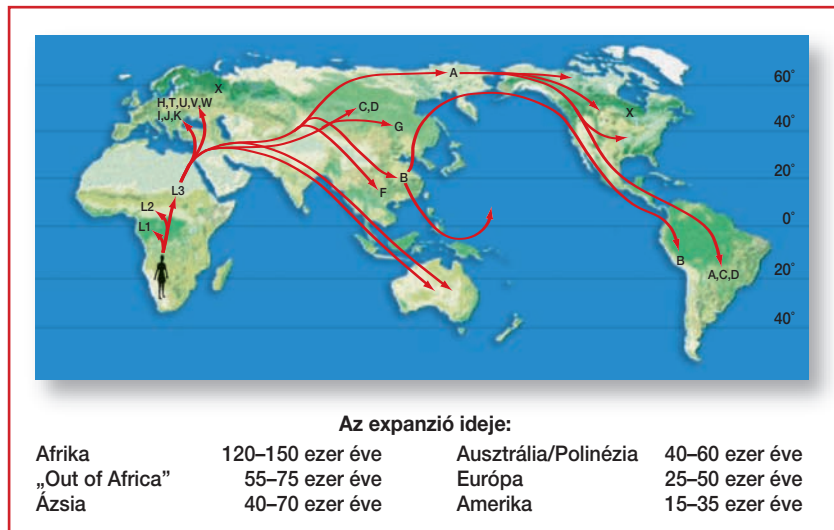 A
60°
X
H,T,U,V,W
I,J,K
C,D
X
G
40°
B
20°
L3
F
L2
L1
0°
B
A,C,D
20°
40°
Az expanzió ideje:
Afrika 120–150 ezer éve Ausztrália/Polinézia 40–60 ezer éve
„Out of Africa” 55–75 ezer éve Európa 25–50 ezer éve
Ázsia 40–70 ezer éve Amerika 15–35 ezer éve